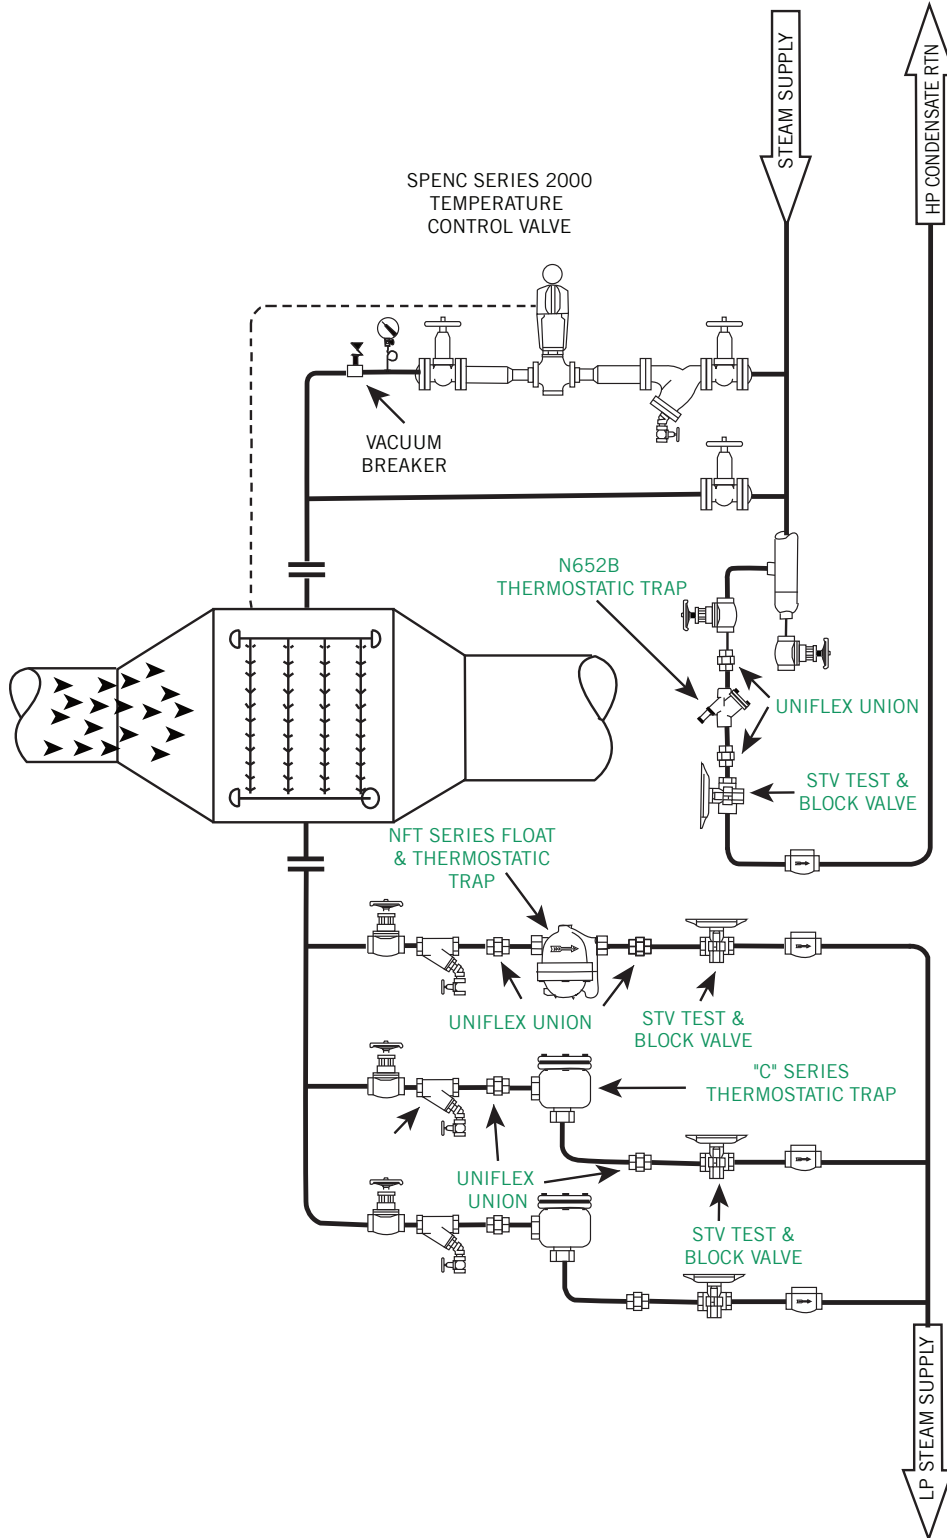 STEAM SUPPLY
HP CONDENSATE RTN
SPENC SERIES 2000
TEMPERATURE
CONTROL VALVE
VACUUM
BREAKER
N652B
THERMOSTATIC TRAP
UNIFLEX UNION
STV TEST &
BLOCK VALVE
NFT SERIES FLOAT
& THERMOSTATIC
TRAP
UNIFLEX UNION
STV TEST &
BLOCK VALVE
"C" SERIES
THERMOSTATIC TRAP
UNIFLEX
UNION
STV TEST &
BLOCK VALVE
LP STEAM SUPPLY